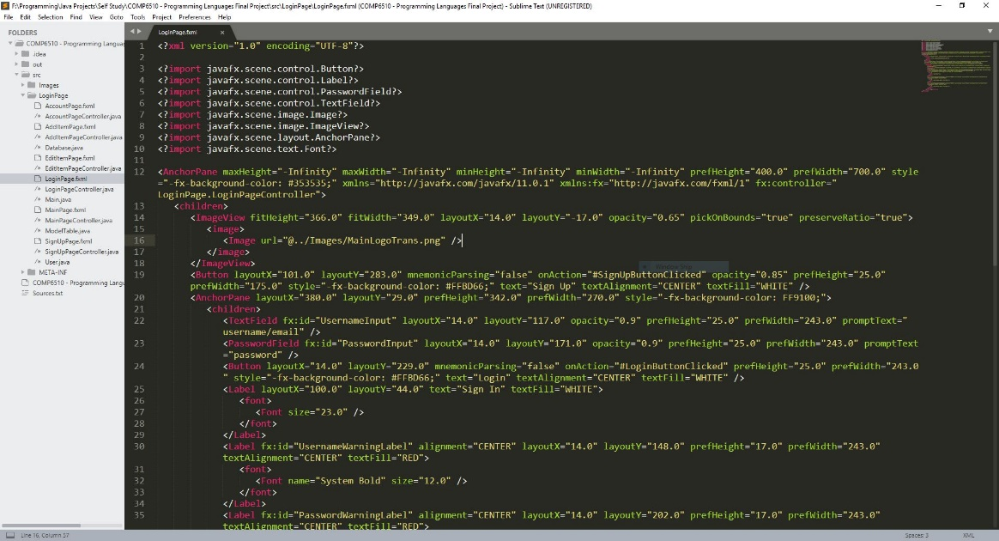 F:\Programming\Java Projects\Self Study\COMP6510 - Programming Languages Final Project\src\LoginPage\LoginPage.fxml (COMP6510 - Programming Languages Final Project) - Sublime Text (UNREGISTERED)
File Edit Selection Find View Goto Tools Project Preferences Help
FOLDERS
COMP6510 - Programming Langua
.idea
out
src
Images
LoginPage
AccountPage.fxml
AccountPageController.java
AddItemPage.fxml
AddItemPageController.java
Database.java
EditItemPage.fxml
EditItemPageController.java
LoginPage.fxml
LoginPageController.java
Main.java
MainPage.fxml
MainPageController.java
ModelTable.java
SignUpPage.fxml
SignUpPageController.java
User.java
META-INF
COMP6510 - Programming Langu
Sources.txt
LoginPage.fxml ×
1 <?xml version="1.0" encoding="UTF-8"?>
2
3 <?import javafx.scene.control.Button?>
4 <?import javafx.scene.control.Label?>
5 <?import javafx.scene.control.PasswordField?>
6 <?import javafx.scene.control.TextField?>
7 <?import javafx.scene.image.Image?>
8 <?import javafx.scene.image.ImageView?>
9 <?import javafx.scene.layout.AnchorPane?>
10 <?import javafx.scene.text.Font?>
11
12 <AnchorPane maxHeight="-Infinity" maxWidth="-Infinity" minHeight="-Infinity" minWidth="-Infinity" prefHeight="400.0" prefWidth="700.0" style
="-fx-background-color: #353535;" xmlns="http://javafx.com/javafx/11.0.1" xmlns:fx="http://javafx.com/fxml/1" fx:controller="
LoginPage.LoginPageController">
13 <children>
14 <ImageView fitHeight="366.0" fitWidth="349.0" layoutX="14.0" layoutY="-17.0" opacity="0.65" pickOnBounds="true" preserveRatio="true">
15 <image>
16 <Image url="@../Images/MainLogoTrans.png" />
17 </image>
18 </ImageView>
19 <Button layoutX="101.0" layoutY="283.0" mnemonicParsing="false" onAction="#SignUpButtonClicked" opacity="0.85" prefHeight="25.0"
prefWidth="175.0" style="-fx-background-color: #FFBD66;" text="Sign Up" textAlignment="CENTER" textFill="WHITE" />
20 <AnchorPane layoutX="380.0" layoutY="29.0" prefHeight="342.0" prefWidth="270.0" style="-fx-background-color: FF9100;">
21 <children>
22 <TextField fx:id="UsernameInput" layoutX="14.0" layoutY="117.0" opacity="0.9" prefHeight="25.0" prefWidth="243.0" promptText="
username/email" />
23 <PasswordField fx:id="PasswordInput" layoutX="14.0" layoutY="171.0" opacity="0.9" prefHeight="25.0" prefWidth="243.0" promptText
="password" />
24 <Button layoutX="14.0" layoutY="229.0" mnemonicParsing="false" onAction="#LoginButtonClicked" prefHeight="25.0" prefWidth="243.0
" style="-fx-background-color: #FFBD66;" text="Login" textAlignment="CENTER" textFill="WHITE" />
25 <Label layoutX="100.0" layoutY="44.0" text="Sign In" textFill="WHITE">
26 <font>
27 <Font size="23.0" />
28 </font>
29 </Label>
30 <Label fx:id="UsernameWarningLabel" alignment="CENTER" layoutX="14.0" layoutY="148.0" prefHeight="17.0" prefWidth="243.0"
textAlignment="CENTER" textFill="RED">
31 <font>
32 <Font name="System Bold" size="12.0" />
33 </font>
34 </Label>
35 <Label fx:id="PasswordWarningLabel" alignment="CENTER" layoutX="14.0" layoutY="202.0" prefHeight="17.0" prefWidth="243.0"
textAlignment="CENTER" textFill="RED">
Line 16, Column 57 Spaces: 3 XML